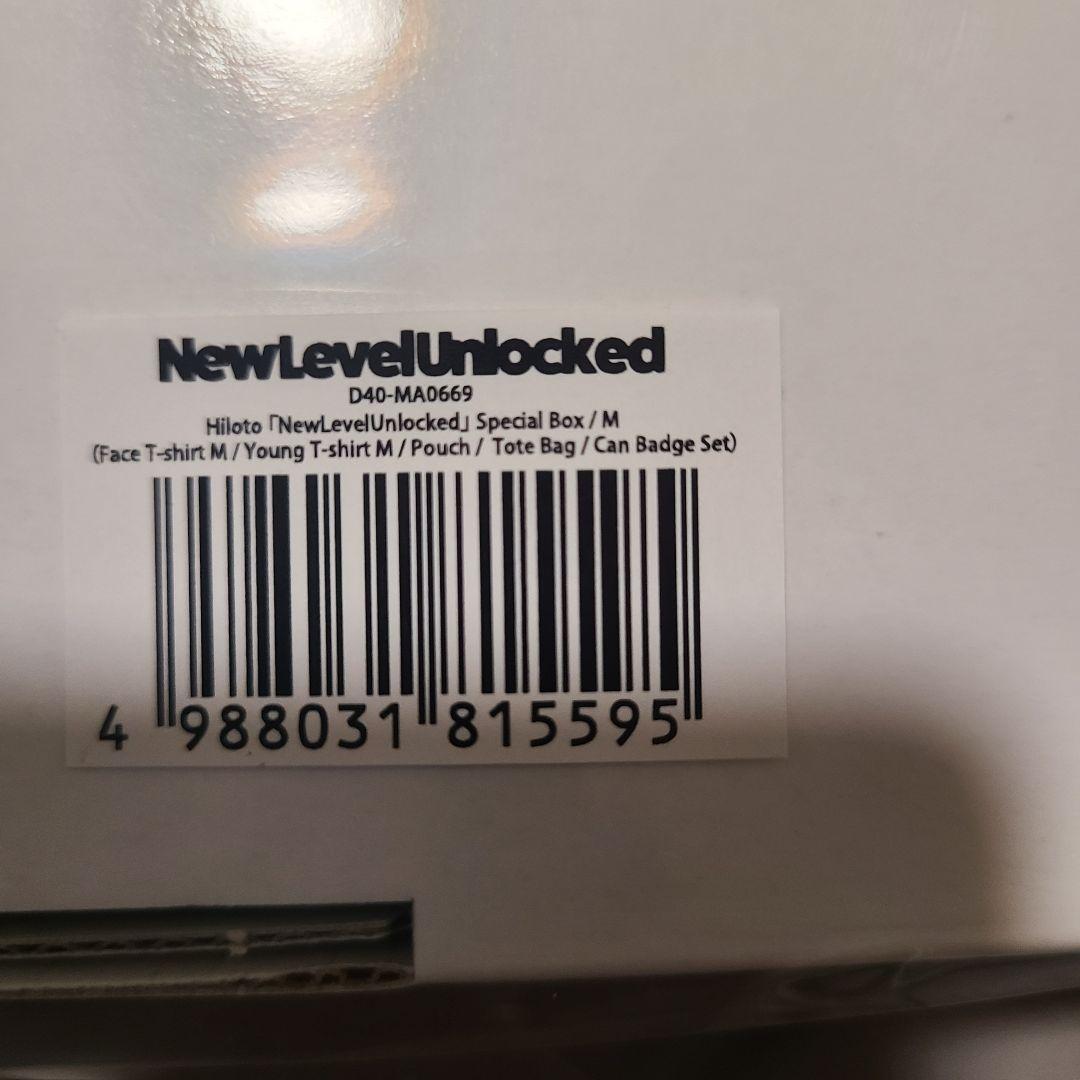 NewLevelUnlocked
D40-MA0669
Hiloto「NewLevelUnlocked」Special Box / M
(Face T-shirt M / Young T-shirt M / Pouch / Tote Bag / Can Badge Set)
4 988031 815595